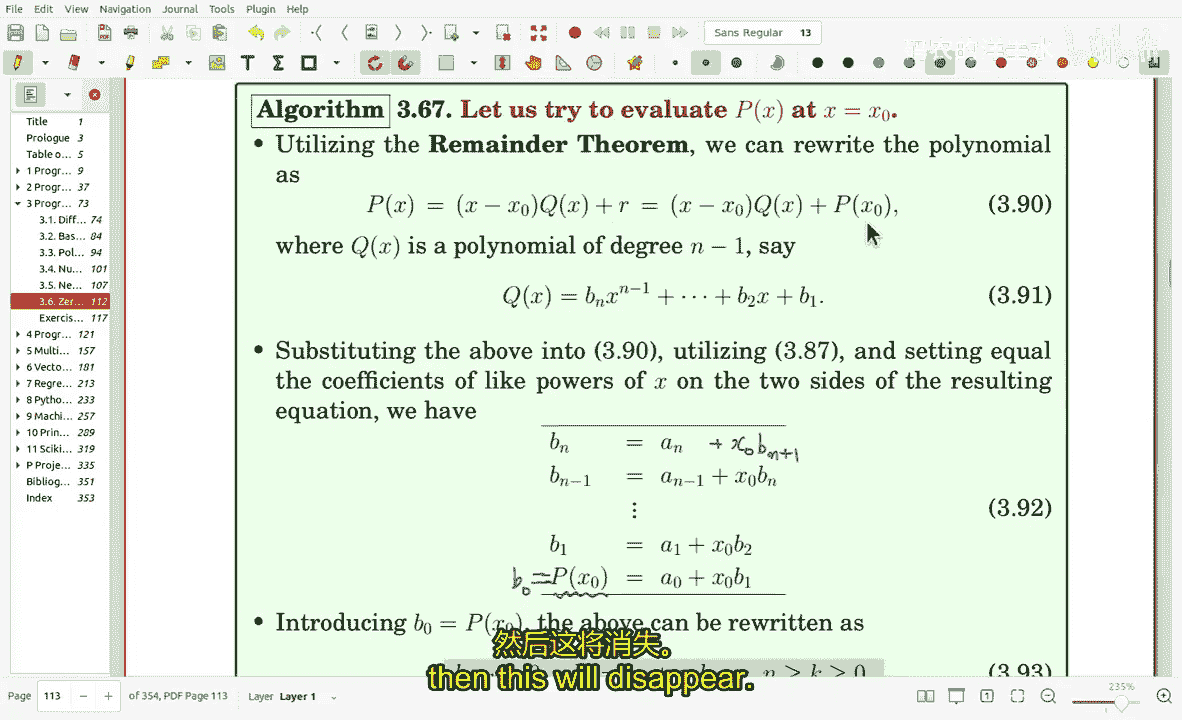 File Edit View Navigation Journal Tools Plugin Help
Sans Regular 13
Title 1
Prologue 3
Table o... 5
1 Progr... 9
2 Progr... 37
3 Progr... 73
3.1. Diff... 74
3.2. Bas... 84
3.3. Pol... 94
3.4. Nu... 101
3.5. Ne... 107
3.6. Zer... 112
Exercis... 117
4 Progr... 121
5 Multi... 157
6 Vecto... 181
7 Regre... 213
8 Pytho... 233
9 Machi... 257
10 Prin... 289
11 Sciki... 319
P Proje... 335
Bibliog... 351
Index 353
Algorithm 3.67. Let us try to evaluate P(x) at x = x₀.
• Utilizing the Remainder Theorem, we can rewrite the polynomial
as
P(x) = (x − x₀)Q(x) + r = (x − x₀)Q(x) + P(x₀), (3.90)
where Q(x) is a polynomial of degree n − 1, say
Q(x) = bₙxⁿ⁻¹ + ··· + b₂x + b₁. (3.91)
• Substituting the above into (3.90), utilizing (3.87), and setting equal
the coefficients of like powers of x on the two sides of the resulting
equation, we have
bₙ = aₙ + x₀bₙ₊₁
bₙ₋₁ = aₙ₋₁ + x₀bₙ
⋮ (3.92)
b₁ = a₁ + x₀b₂
b₀ = P(x₀) = a₀ + x₀b₁
• Introducing b₀ = P(x₀), the above can be rewritten as
n ≥ k ≥ 0 (3.93)
然后这将消失。
then this will disappear.
Page 113 of 354, PDF Page 113 Layer Layer 1 235%